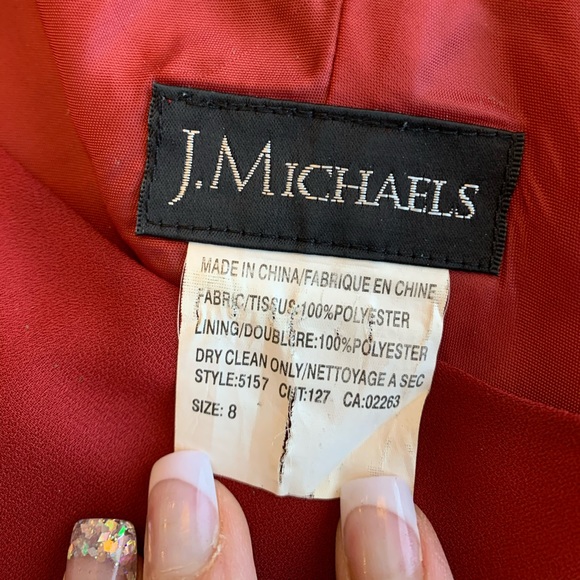 J.MICHAELS
MADE IN CHINA/FABRIQUE EN CHINE
FABRIC/TISSUS:100%POLYESTER
LINING/DOUBLURE:100%POLYESTER
DRY CLEAN ONLY/NETTOYAGE A SEC
STYLE:5157 CUT:127 CA:02263
SIZE: 8